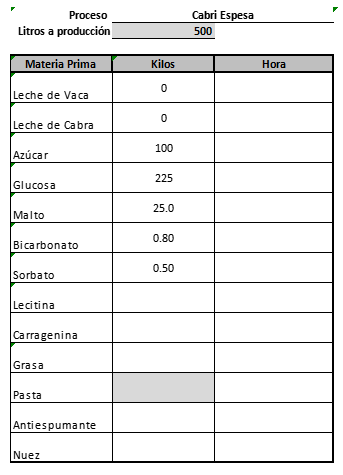 Proceso Cabri Espesa
Litros a producción 500
Materia Prima Kilos Hora
Leche de Vaca 0
Leche de Cabra 0
Azúcar 100
Glucosa 225
Malto 25.0
Bicarbonato 0.80
Sorbato 0.50
Lecitina
Carragenina
Grasa
Pasta
Antiespumante
Nuez